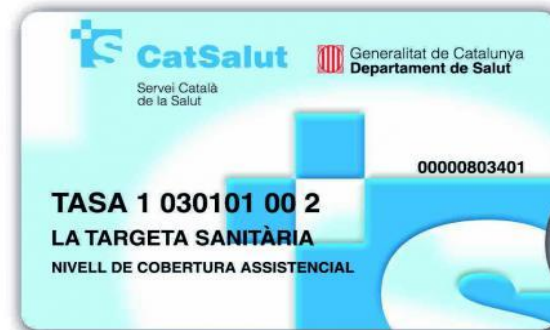 CatSalut
Servei Català
de la Salut
Generalitat de Catalunya
Departament de Salut
00000803401
TASA 1 030101 00 2
LA TARGETA SANITÀRIA
NIVELL DE COBERTURA ASSISTENCIAL